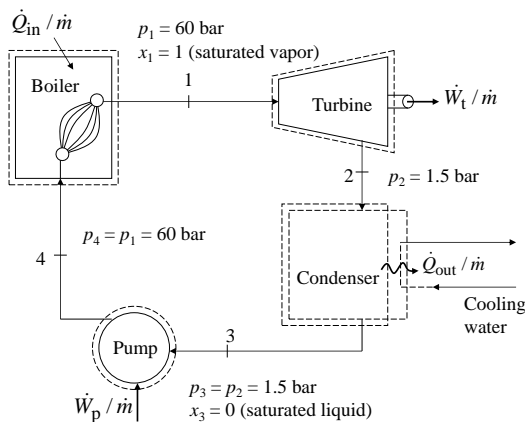 Q̇in / ṁ
p1 = 60 bar
x1 = 1 (saturated vapor)
Boiler
1
Turbine
Ẇt / ṁ
2
p2 = 1.5 bar
p4 = p1 = 60 bar
4
Condenser
Q̇out / ṁ
Cooling
water
Pump
3
p3 = p2 = 1.5 bar
x3 = 0 (saturated liquid)
Ẇp / ṁ